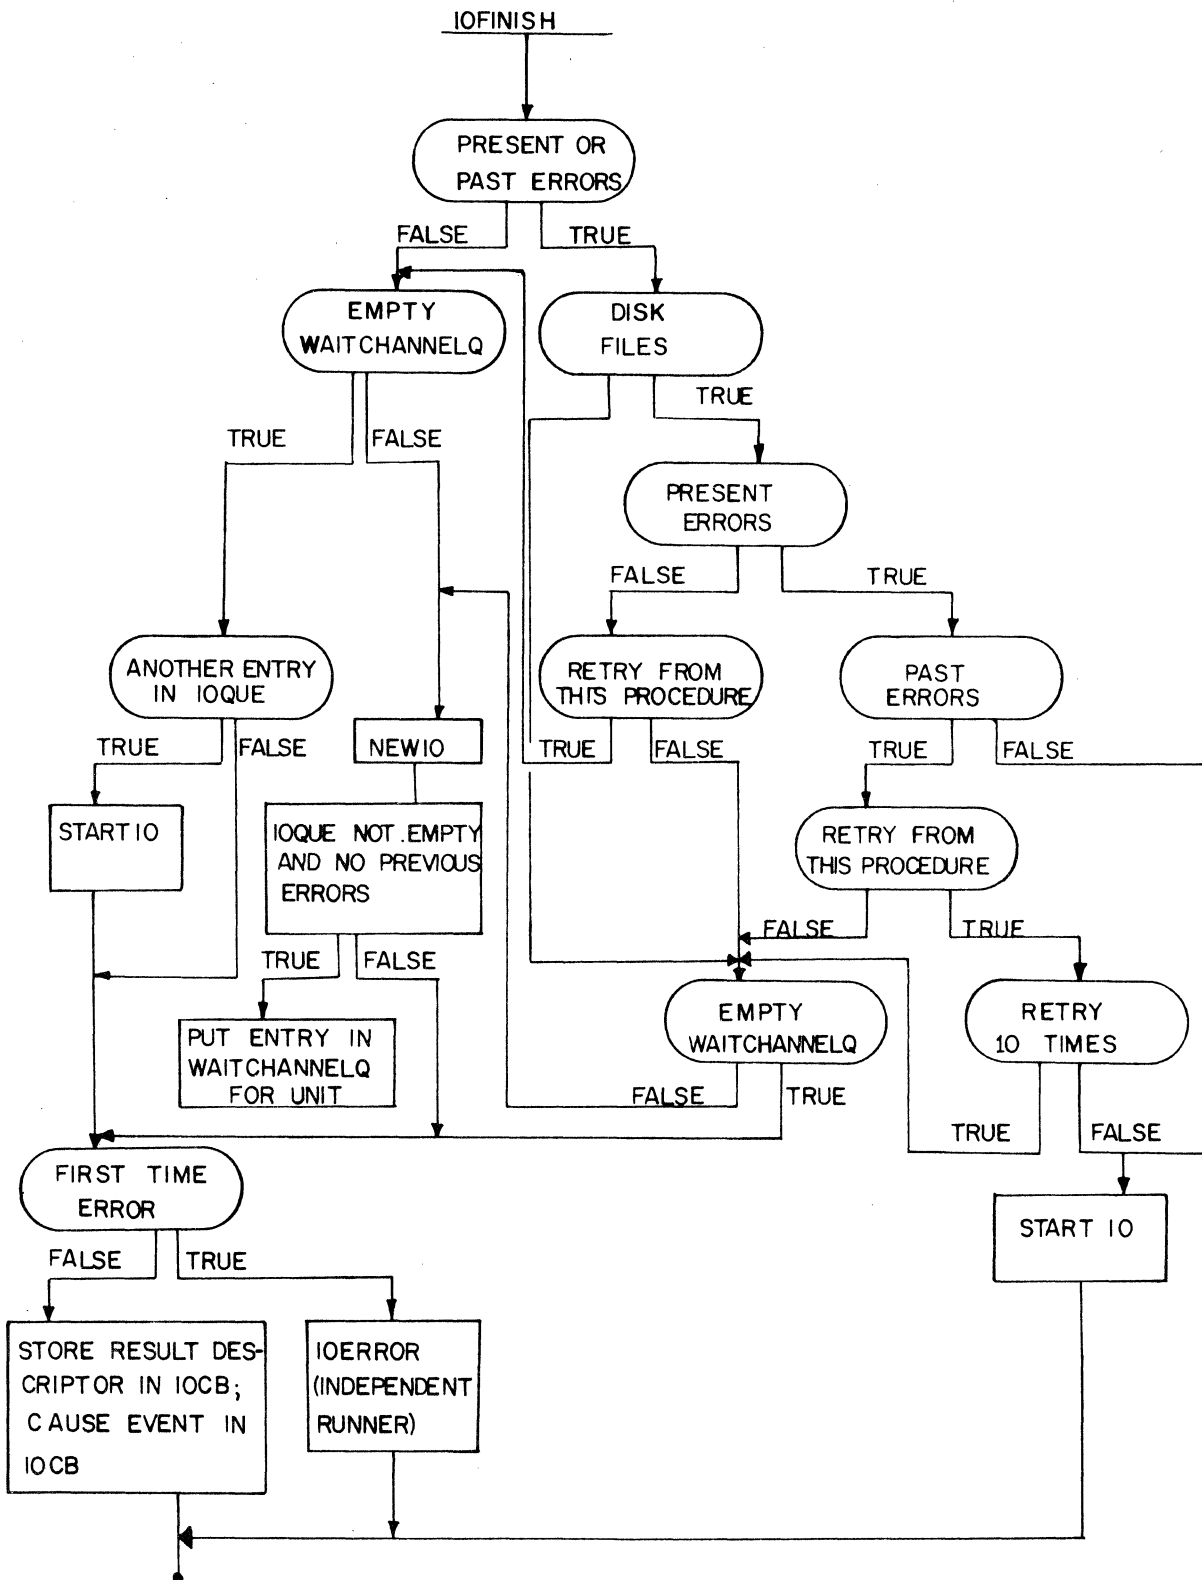 IOFINISH
PRESENT OR
PAST ERRORS
FALSE
TRUE
EMPTY
WAITCHANNELQ
DISK
FILES
TRUE
TRUE
FALSE
PRESENT
ERRORS
FALSE
TRUE
ANOTHER ENTRY
IN IOQUE
RETRY FROM
THIS PROCEDURE
PAST
ERRORS
TRUE
FALSE
NEWIO
TRUE
FALSE
TRUE
FALSE
START IO
IOQUE NOT.EMPTY
AND NO PREVIOUS
ERRORS
RETRY FROM
THIS PROCEDURE
FALSE
TRUE
TRUE
FALSE
PUT ENTRY IN
WAITCHANNELQ
FOR UNIT
EMPTY
WAITCHANNELQ
RETRY
10 TIMES
FALSE
TRUE
TRUE
FALSE
FIRST TIME
ERROR
START IO
FALSE
TRUE
STORE RESULT DES-
CRIPTOR IN IOCB;
CAUSE EVENT IN
IOCB
IOERROR
(INDEPENDENT
RUNNER)